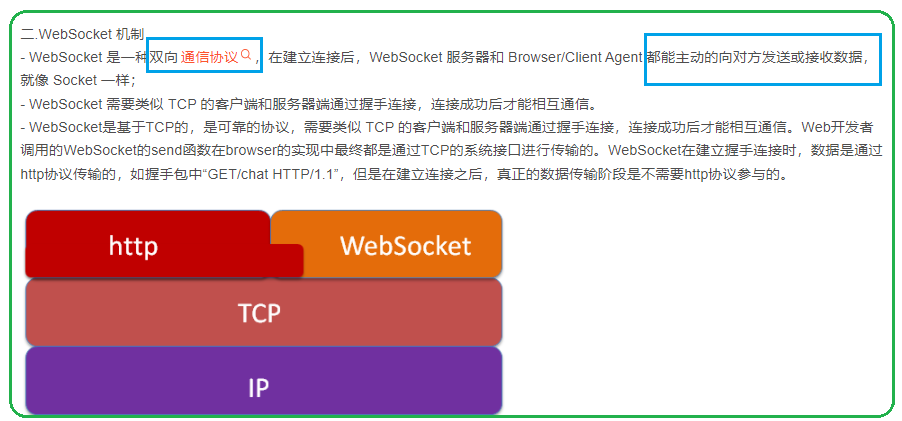 二.WebSocket 机制
- WebSocket 是一种双向通信协议，在建立连接后，WebSocket 服务器和 Browser/Client Agent 都能主动的向对方发送或接收数据，
就像 Socket 一样；
- WebSocket 需要类似 TCP 的客户端和服务器端通过握手连接，连接成功后才能相互通信。
- WebSocket是基于TCP的，是可靠的协议，需要类似 TCP 的客户端和服务器端通过握手连接，连接成功后才能相互通信。Web开发者
调用的WebSocket的send函数在browser的实现中最终都是通过TCP的系统接口进行传输的。WebSocket在建立握手连接时，数据是通过
http协议传输的，如握手包中“GET/chat HTTP/1.1”，但是在建立连接之后，真正的数据传输阶段是不需要http协议参与的。
http
WebSocket
TCP
IP